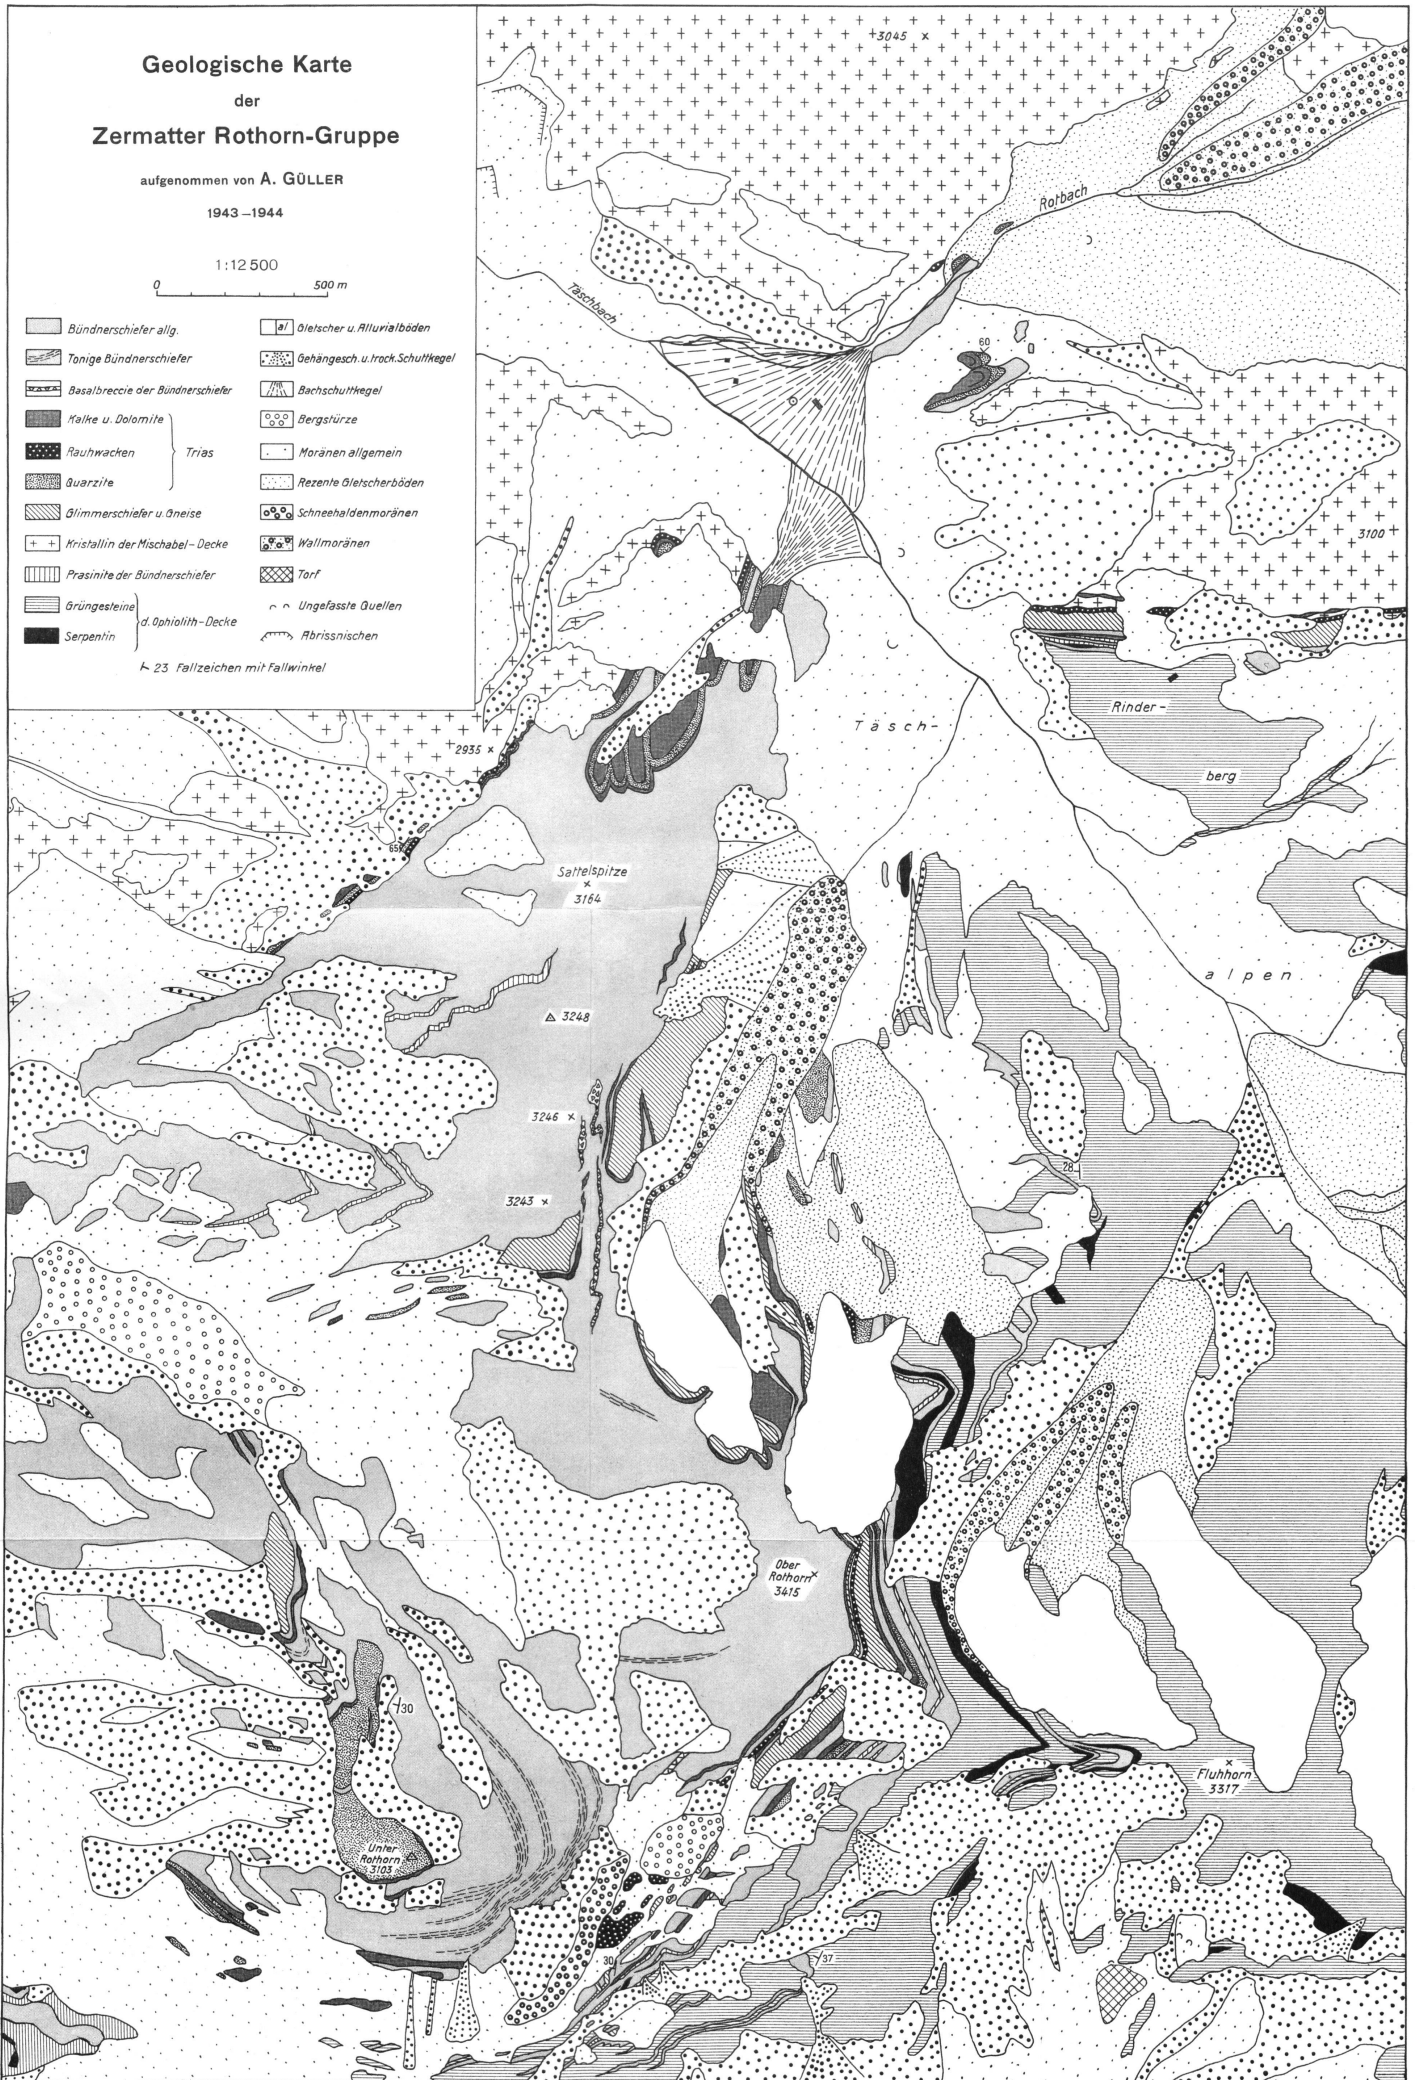 Geologische Karte
der
Zermatter Rothorn-Gruppe
aufgenommen von A. GÜLLER
1943–1944
1:12 500
0 500 m
Bündnerschiefer allg.
Tonige Bündnerschiefer
Basalbreccie der Bündnerschiefer
Kalke u. Dolomite
Rauhwacken
Quarzite
Trias
Glimmerschiefer u. Gneise
Kristallin der Mischabel-Decke
Prasinite der Bündnerschiefer
Grüngesteine
Serpentin
d. Ophiolith-Decke
al Gletscher u. Alluvialböden
Gehängesch. u. trock. Schuttkegel
Bachschuttkegel
Bergstürze
Moränen allgemein
Rezente Gletscherböden
Schneehaldenmoränen
Wallmoränen
Torf
Ungefasste Quellen
Abrissnischen
23 Fallzeichen mit Fallwinkel
3045
Rotbach
Täschbach
60
3100
Rinder-
berg
Täsch-
alpen
2935
65
Sattelspitze
3164
3248
3246
3243
28
Ober
Rothorn
3415
30
Fluhhorn
3317
Unter
Rothorn
3103
30
37